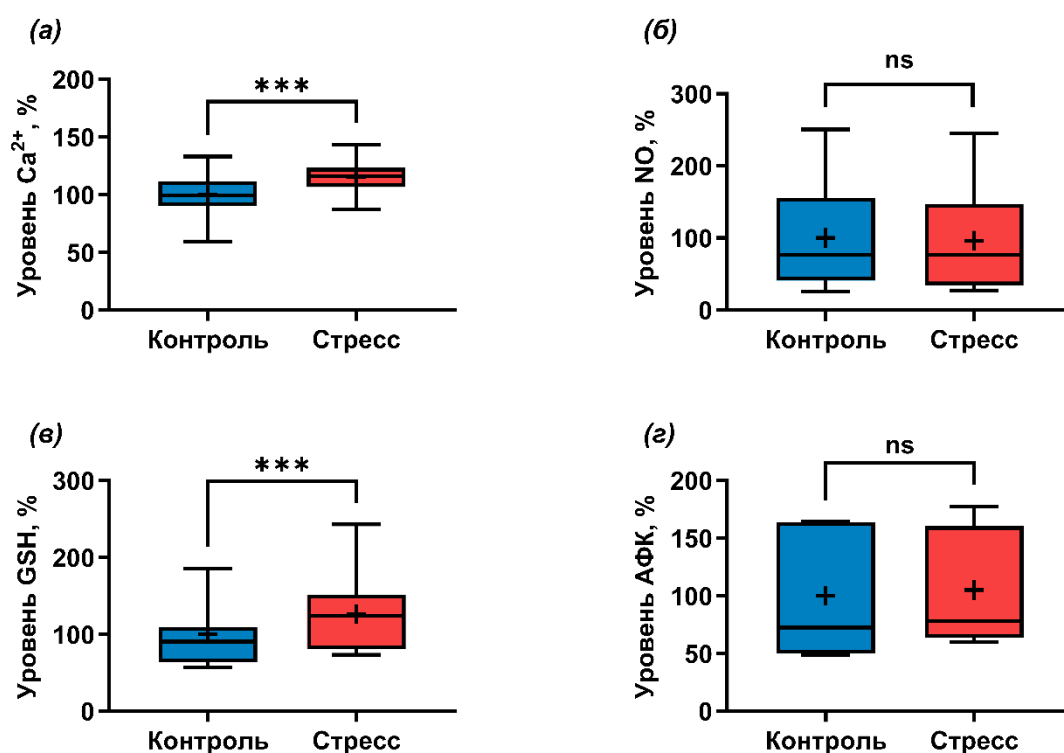 (а)
***
Уровень Ca²⁺, %
200
150
100
50
0
Контроль
Стресс
(б)
ns
Уровень NO, %
300
200
100
0
Контроль
Стресс
(в)
***
Уровень GSH, %
300
200
100
0
Контроль
Стресс
(г)
ns
Уровень АФК, %
200
150
100
50
0
Контроль
Стресс